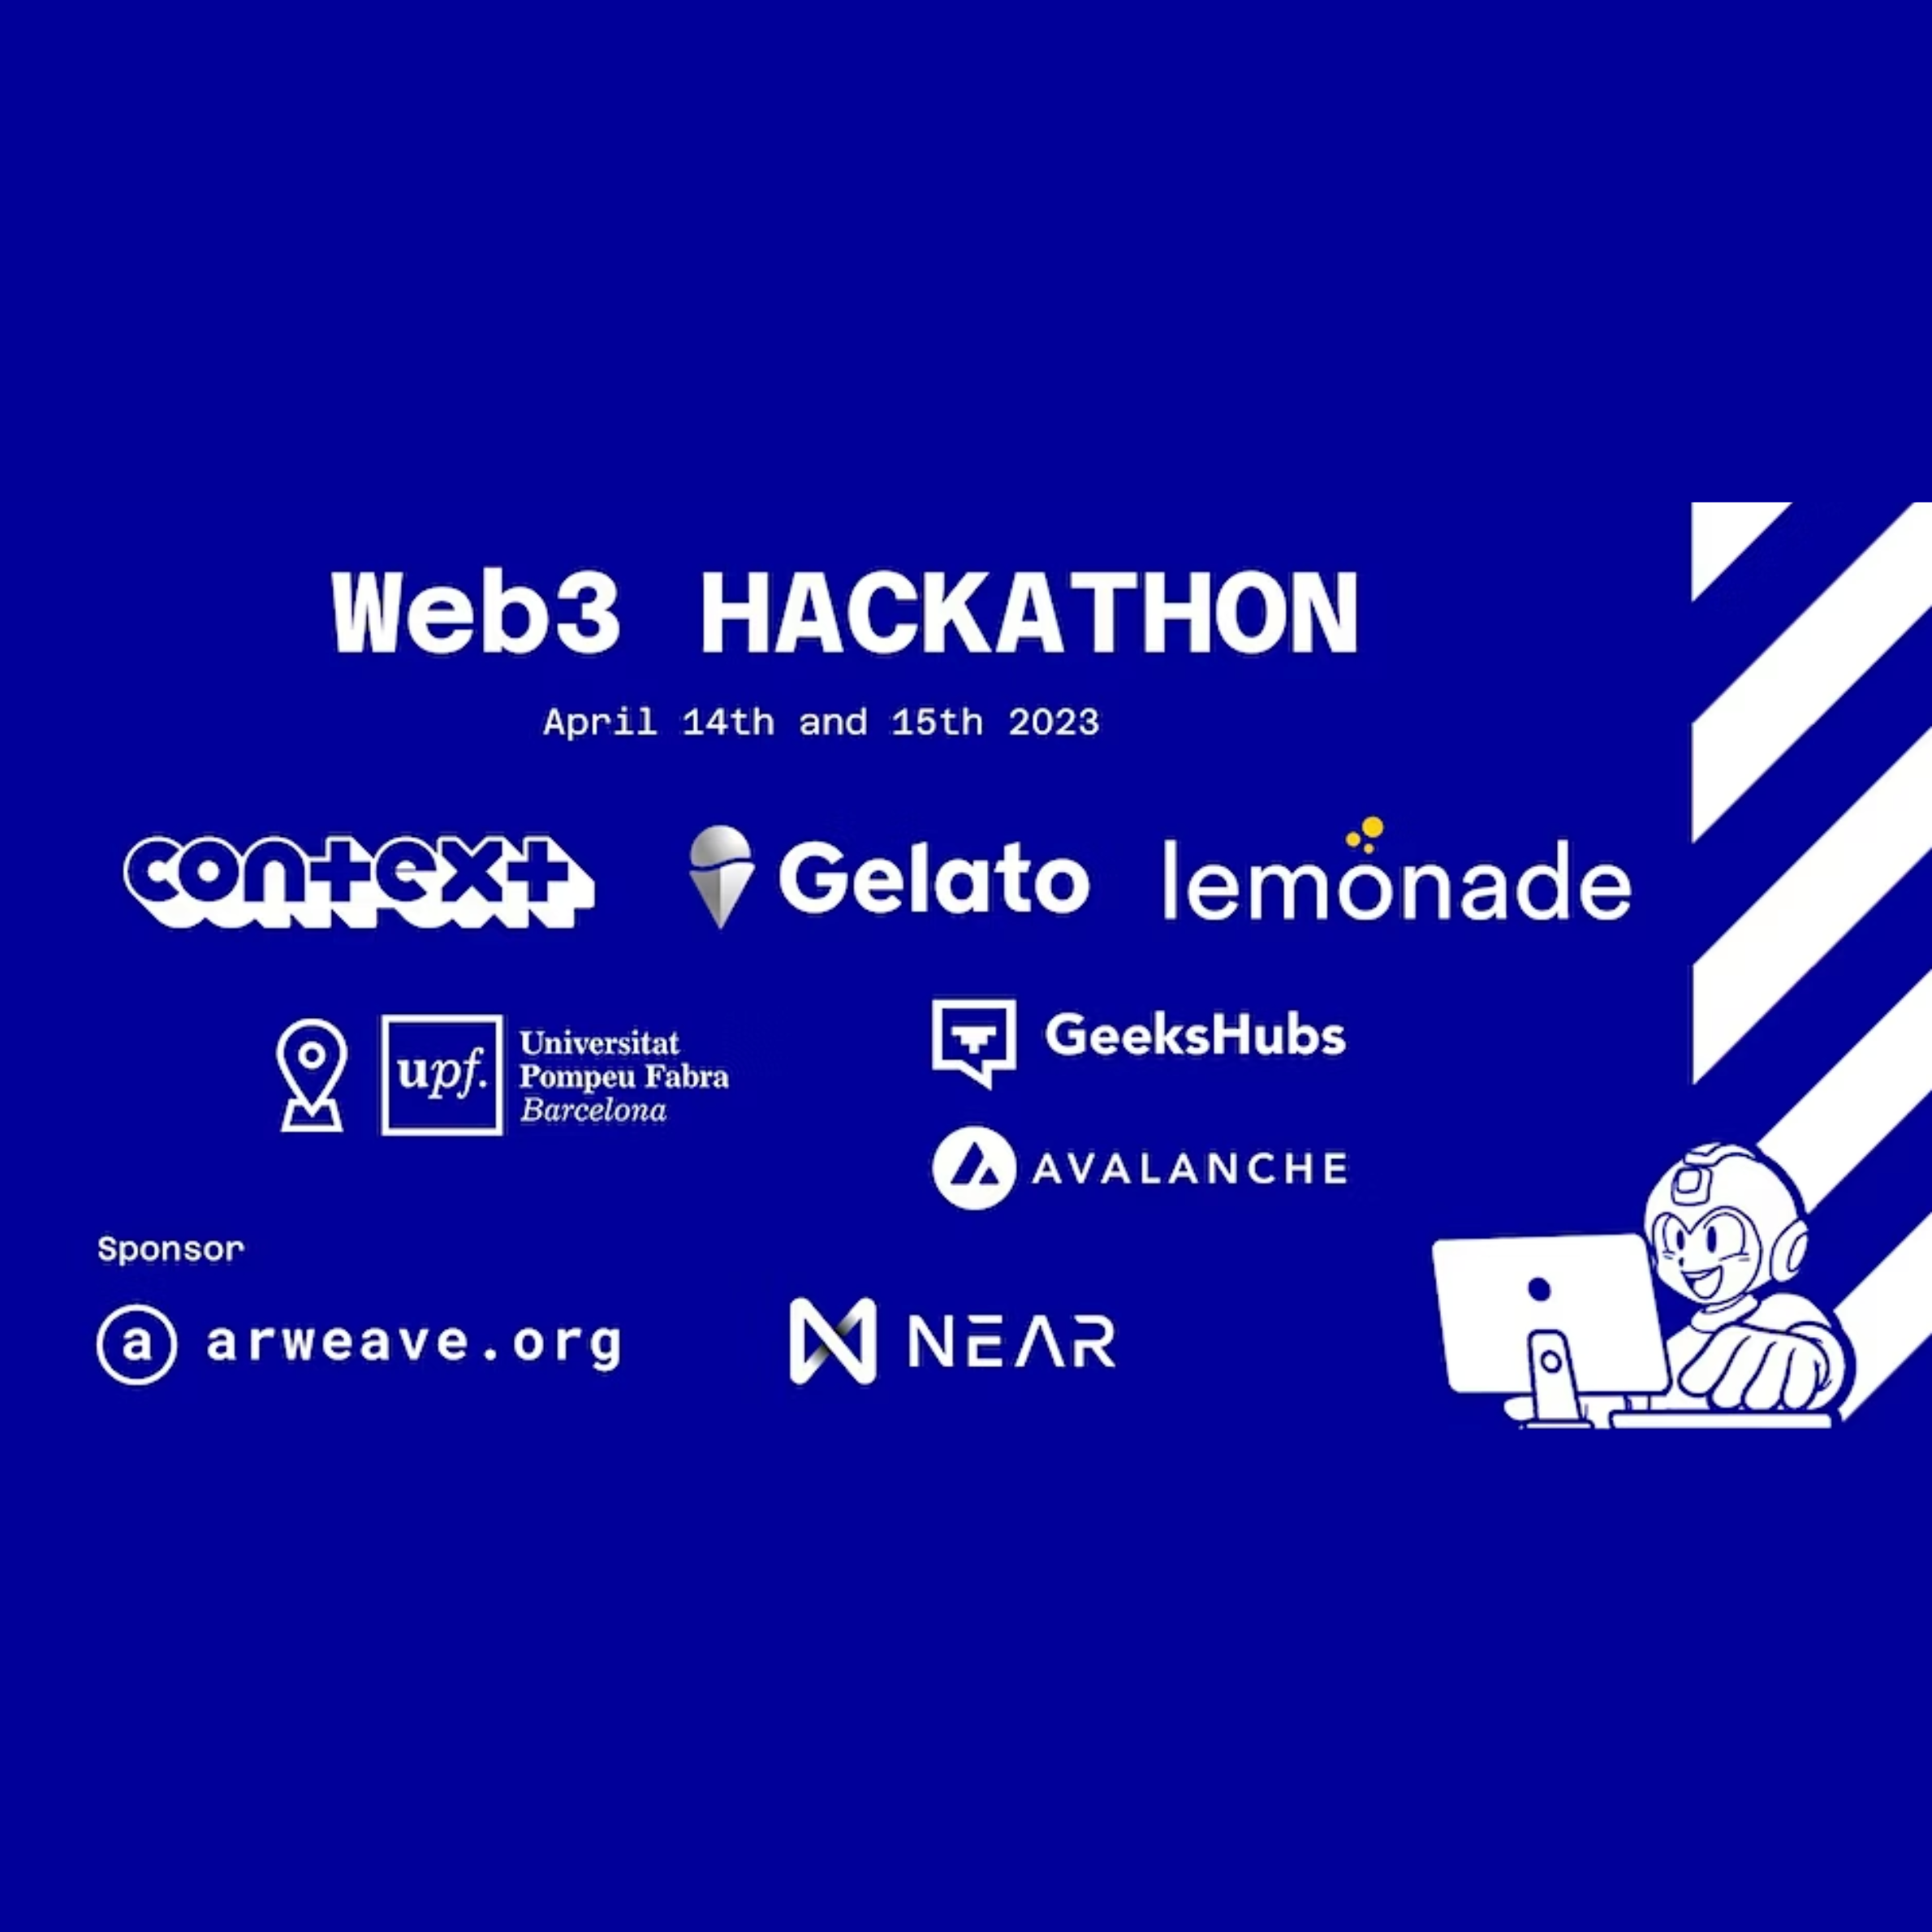 Web3 HACKATHON
April 14th and 15th 2023
context
Gelato
lemonade
upf.
Universitat
Pompeu Fabra
Barcelona
GeeksHubs
AVALANCHE
Sponsor
a arweave.org
NEAR